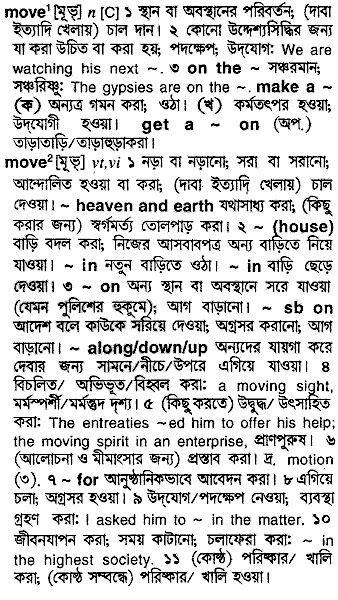 move¹ [মূভ্] n [C] ১ স্থান বা অবস্থানের পরিবর্তন; (দাবা
ইত্যাদি খেলায়) চাল দান। ২ কোনো উদ্দেশ্যসিদ্ধির জন্য
যা করা উচিত বা করা হয়; পদক্ষেপ; উদ্যোগ: We are
watching his next ~. ৩ on the ~ সঞ্চরমান;
সঞ্চরিষ্ণু: The gypsies are on the ~. make a ~
(ক) অন্যত্র গমন করা; ওঠা। (খ) কর্মতৎপর হওয়া;
উদ্যোগী হওয়া। get a ~ on (অপ.)
তাড়াতাড়ি/তাড়াহুড়াকরা।
move² [মূভ্] vt,vi ১ নড়া বা নড়ানো; সরা বা সরানো;
আন্দোলিত হওয়া বা করা; (দাবা ইত্যাদি খেলায়) চাল
দেওয়া। ~ heaven and earth যথাসাধ্য করা; (কিছু
করার জন্য) স্বর্গমর্ত্য তোলপাড় করা। ২ ~ (house)
বাড়ি বদল করা; নিজের আসবাবপত্র অন্য বাড়িতে নিয়ে
যাওয়া। ~ in নতুন বাড়িতে ওঠা। ~ in বাড়ি ছেড়ে
দেওয়া। ৩ ~ on অন্য স্থান বা অবস্থানে সরে যাওয়া
(যেমন পুলিশের হুকুমে); আগ বাড়ানো। ~ sb on
আদেশ বলে কাউকে সরিয়ে দেওয়া; অগ্রসর করানো; আগ
বাড়ানো। ~ along/down/up অন্যদের যায়গা করে
দেবার জন্য সামনে/নীচে/উপরে এগিয়ে যাওয়া। ৪
বিচলিত/ অভিভূত/বিহ্বল করা: a moving sight,
মর্মস্পর্শী/মর্মন্তুদ দৃশ্য। ৫ (কিছু করতে) উদ্বুদ্ধ/ উৎসাহিত
করা: The entreaties ~ed him to offer his help;
the moving spirit in an enterprise, প্রাণপুরুষ। ৬
(আলোচনা ও মীমাংসার জন্য) প্রস্তাব করা। দ্র. motion
(৩). ৭ ~ for আনুষ্ঠানিকভাবে আবেদন করা। ৮ এগিয়ে
চলা; অগ্রসর হওয়া। ৯ উদ্যোগ/পদক্ষেপ নেওয়া; ব্যবস্থা
গ্রহণ করা: I asked him to ~ in the matter. ১০
জীবনযাপন করা; সময় কাটানো; চলাফেরা করা: ~ in
the highest society. ১১ (কোষ্ঠ) পরিষ্কার/ খালি
করা; (কোষ্ঠ সম্বন্ধে) পরিষ্কার/ খালি হওয়া।